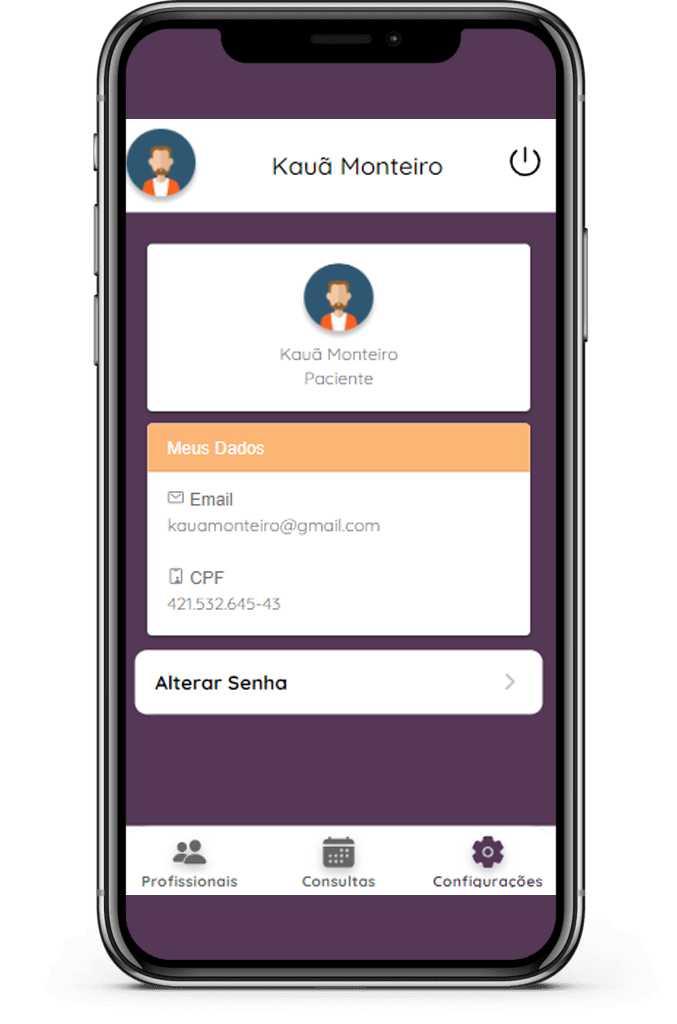 Kauã Monteiro
Kauã Monteiro
Paciente
Meus Dados
Email
kauamonteiro@gmail.com
CPF
421.532.645-43
Alterar Senha
Profissionais
Consultas
Configurações